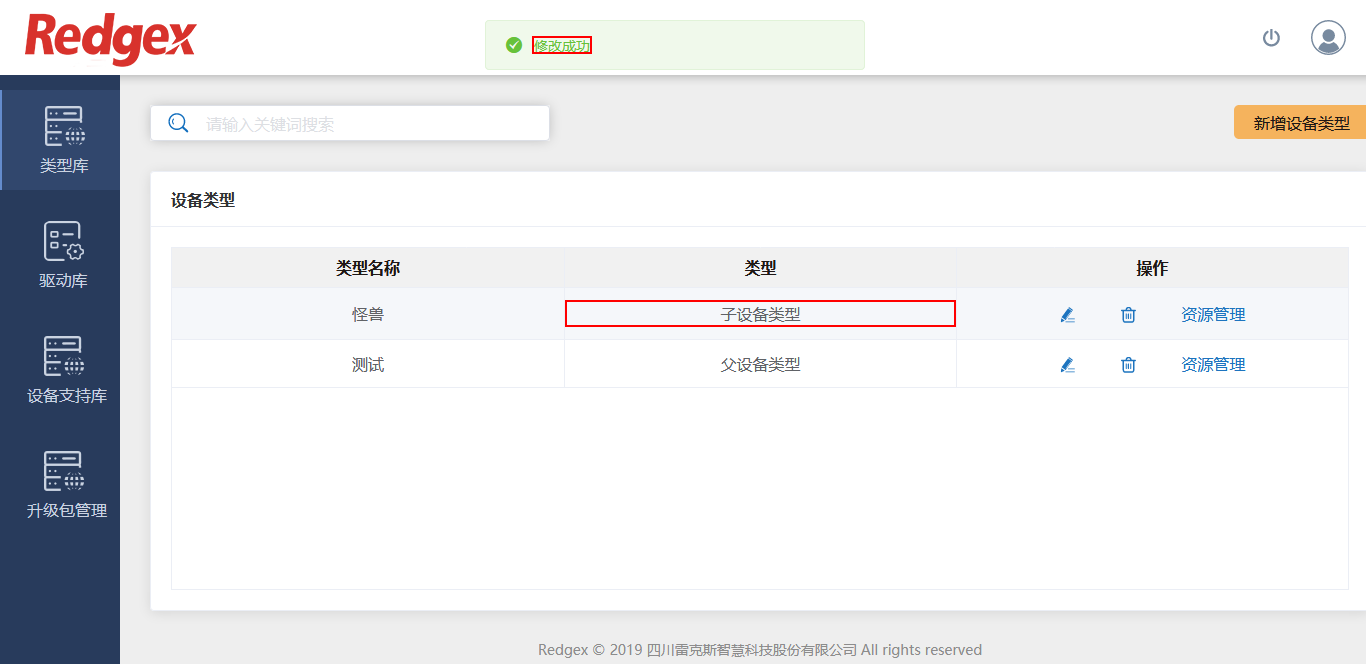 Redgex
修改成功
请输入关键词搜索
新增设备类型
类型库
驱动库
设备支持库
升级包管理
设备类型
类型名称 类型 操作
怪兽 子设备类型 资源管理
测试 父设备类型 资源管理
Redgex © 2019 四川雷克斯智慧科技股份有限公司 All rights reserved